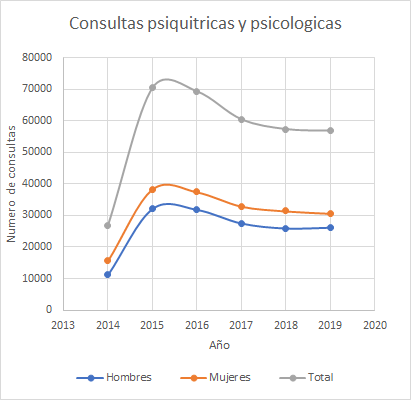 Consultas psiquitricas y psicologicas
80000
70000
60000
50000
40000
30000
20000
10000
0
Numero de consultas
2013 2014 2015 2016 2017 2018 2019 2020
Año
Hombres Mujeres Total